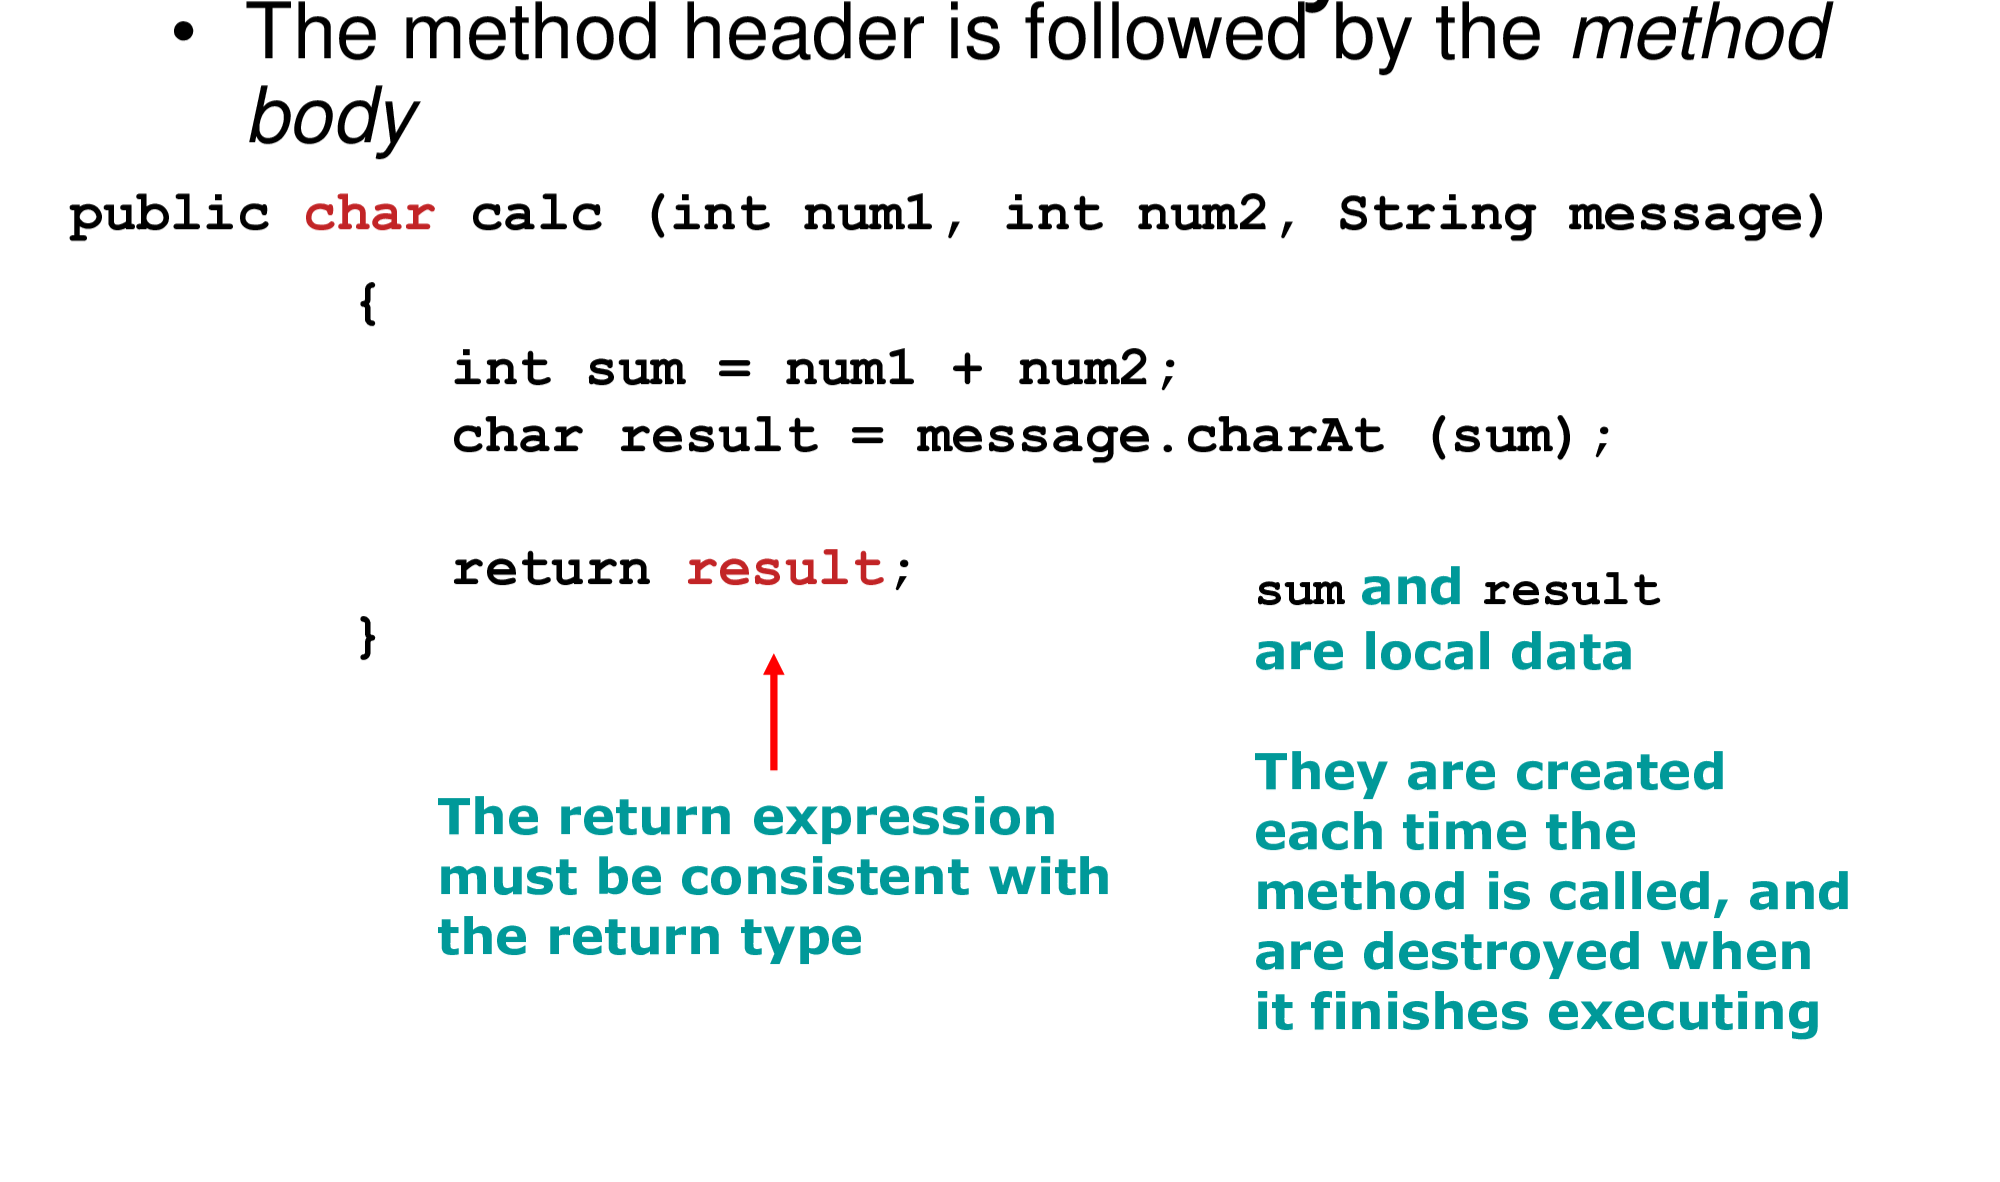 • The method header is followed by the method
body
public char calc (int num1, int num2, String message)
{
int sum = num1 + num2;
char result = message.charAt (sum);
return result;
}
sum and result
are local data
The return expression
must be consistent with
the return type
They are created
each time the
method is called, and
are destroyed when
it finishes executing